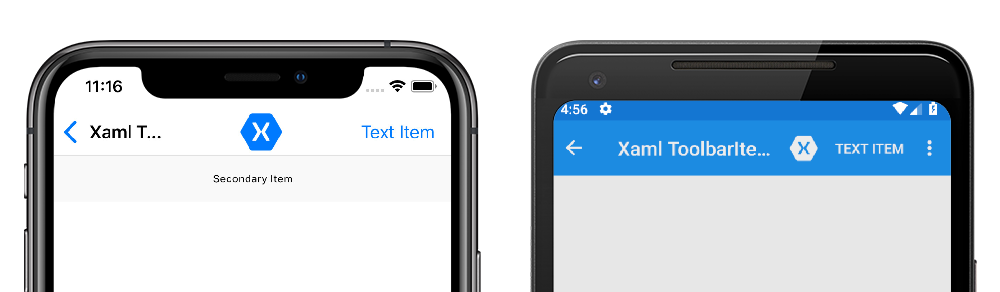 11:16
Xaml T... Text Item
Secondary Item
4:56
Xaml ToolbarIte... TEXT ITEM